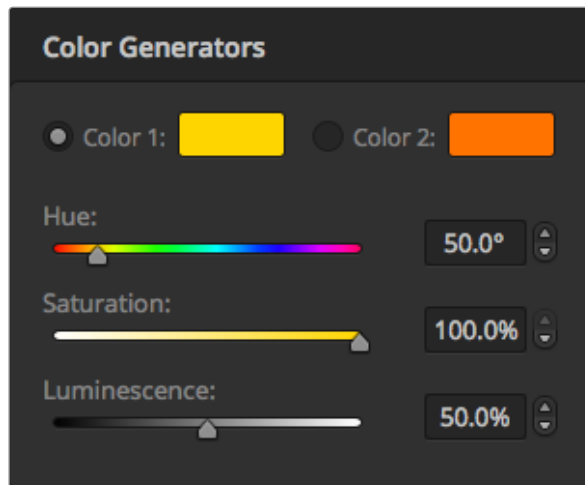 Color Generators
Color 1: Color 2:
Hue:
50.0°
Saturation:
100.0%
Luminescence:
50.0%